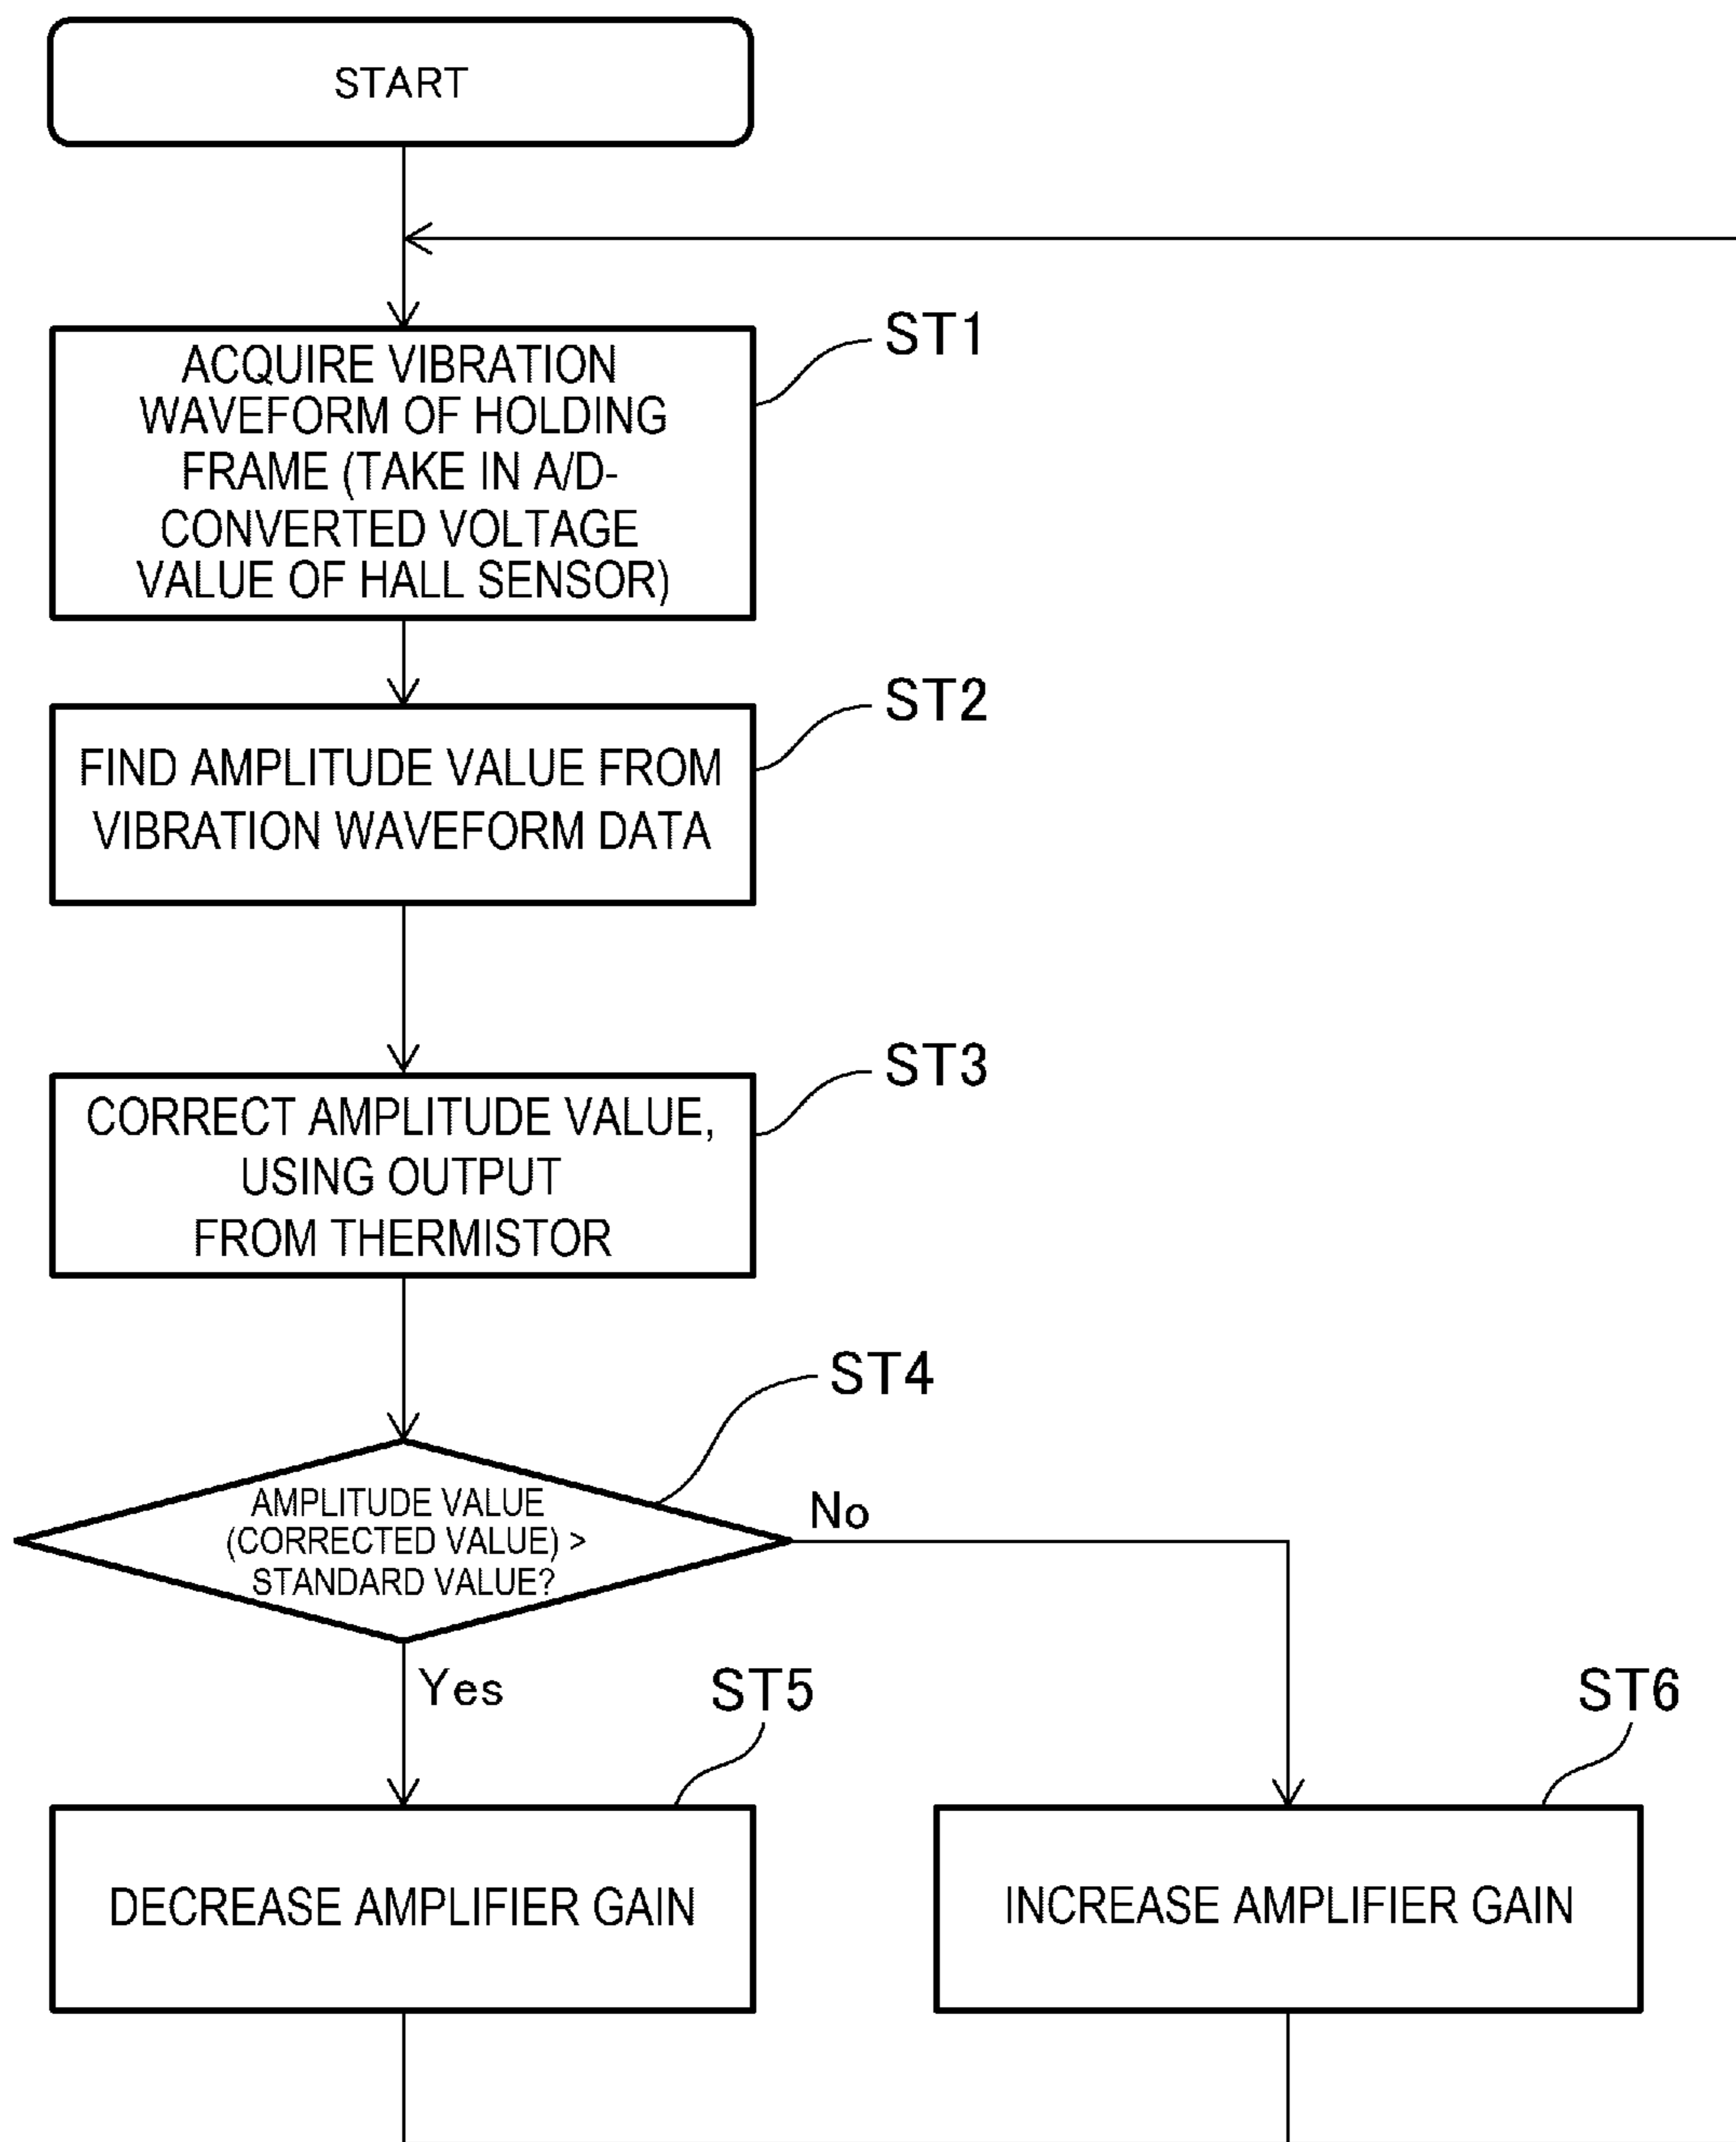 START
ACQUIRE VIBRATION
WAVEFORM OF HOLDING
FRAME (TAKE IN A/D-
CONVERTED VOLTAGE
VALUE OF HALL SENSOR)
ST1
FIND AMPLITUDE VALUE FROM
VIBRATION WAVEFORM DATA
ST2
CORRECT AMPLITUDE VALUE,
USING OUTPUT
FROM THERMISTOR
ST3
AMPLITUDE VALUE
(CORRECTED VALUE) >
STANDARD VALUE?
ST4
No
Yes
ST5
ST6
DECREASE AMPLIFIER GAIN
INCREASE AMPLIFIER GAIN